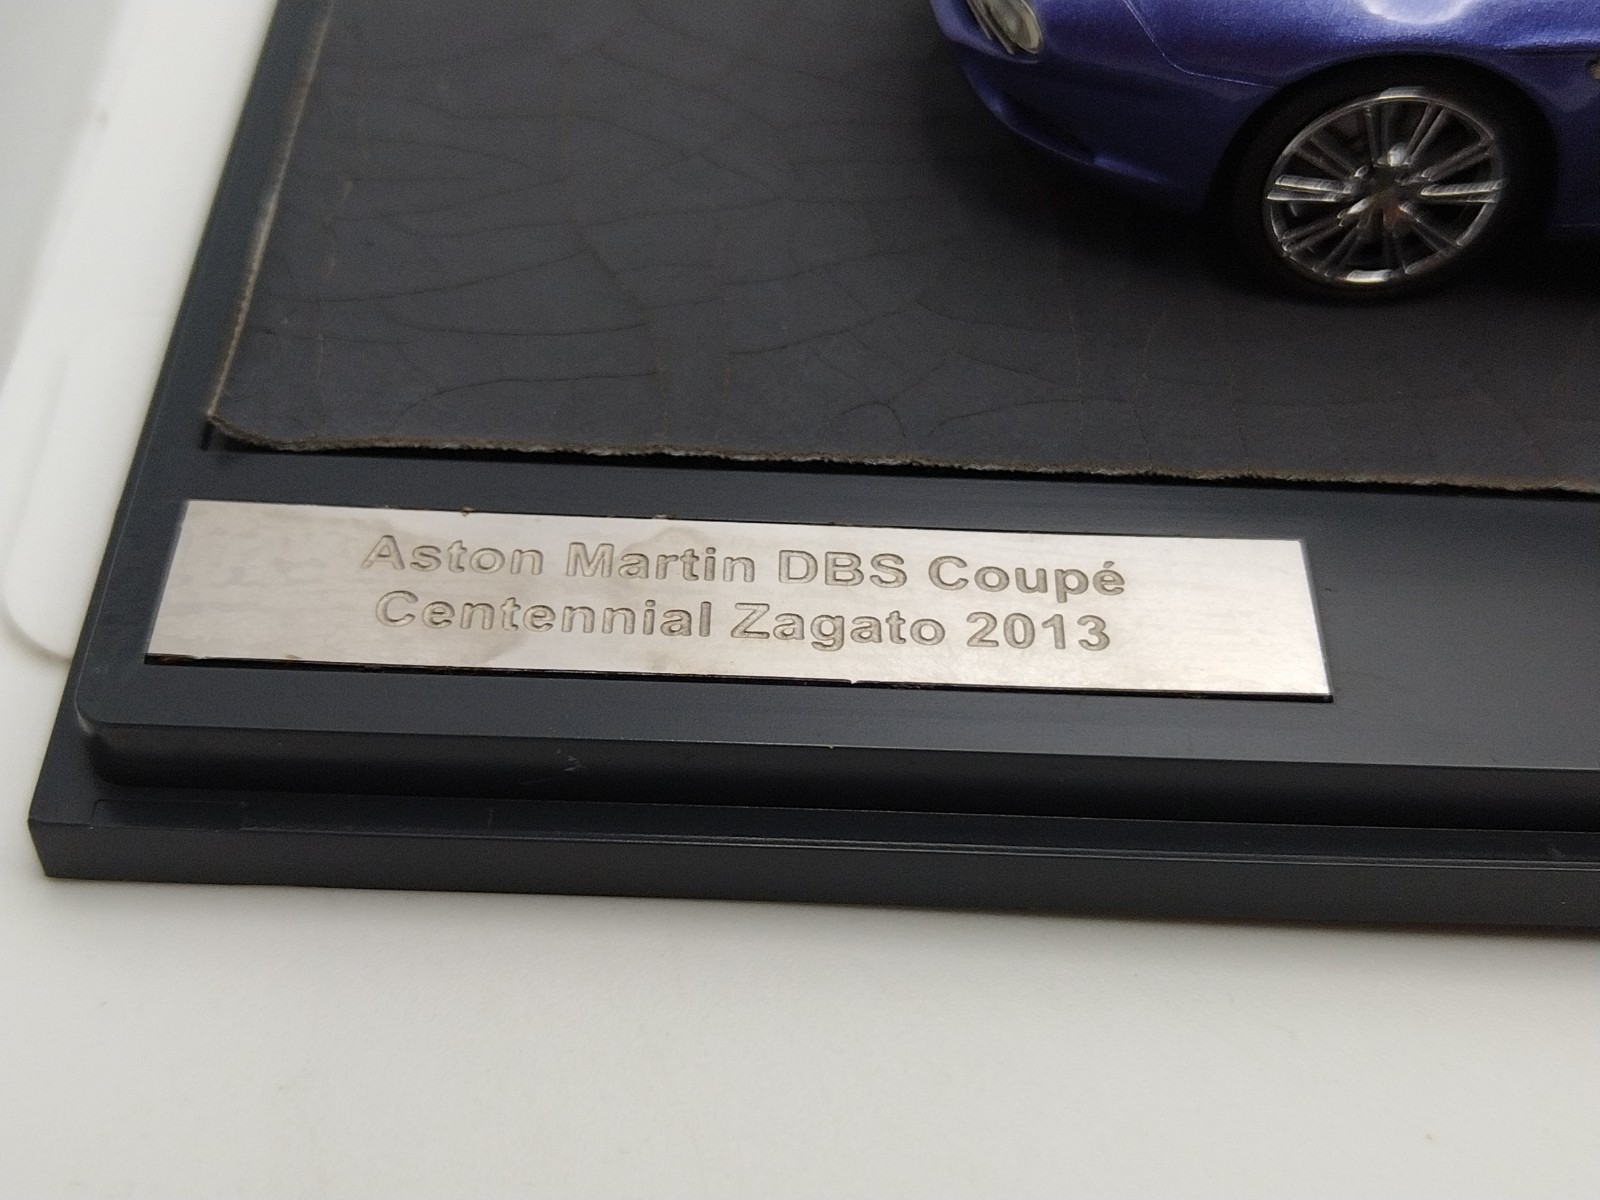 Aston Martin DBS Coupé
Centennial Zagato 2013